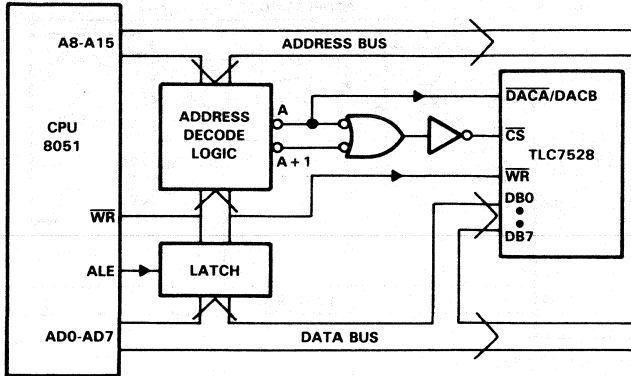 A8-A15
ADDRESS BUS
CPU
8051
ADDRESS
DECODE
LOGIC
A
A + 1
DACA/DACB
CS
TLC7528
WR
DB0
DB7
WR
ALE
LATCH
AD0-AD7
DATA BUS